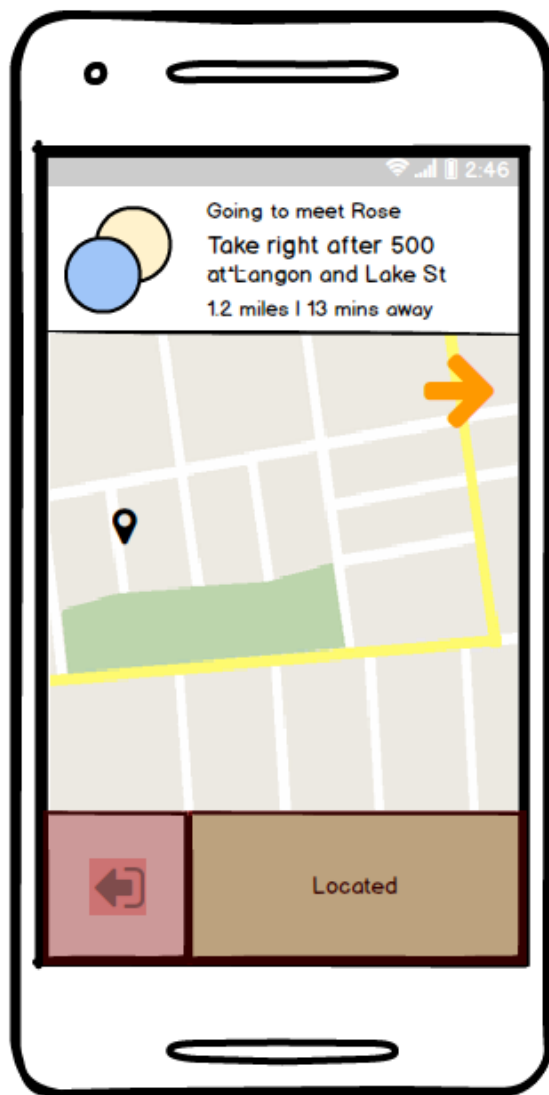 2:46
Going to meet Rose
Take right after 500
at Langon and Lake St
1.2 miles | 13 mins away
Located